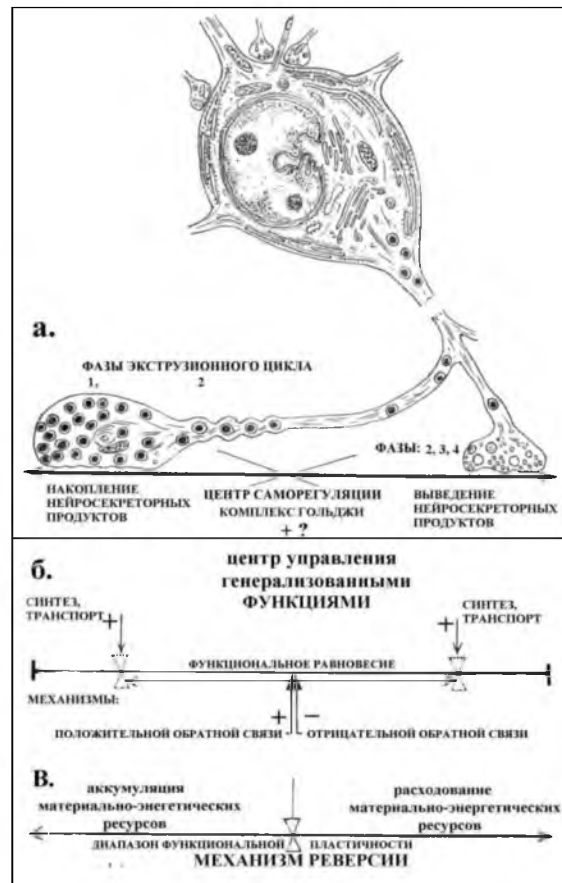 а.
ФАЗЫ ЭКСТРУЗИОННОГО ЦИКЛА
1, 2
ФАЗЫ: 2, 3, 4
НАКОПЛЕНИЕ
НЕЙРОСЕКРЕТОРНЫХ
ПРОДУКТОВ
ЦЕНТР САМОРЕГУЛЯЦИИ
КОМПЛЕКС ГОЛЬДЖИ
+ ?
ВЫВЕДЕНИЕ
НЕЙРОСЕКРЕТОРНЫХ
ПРОДУКТОВ
б.
центр управления
генерализованными
ФУНКЦИЯМИ
СИНТЕЗ,
ТРАНСПОРТ
+
СИНТЕЗ,
ТРАНСПОРТ
+
ФУНКЦИОНАЛЬНОЕ РАВНОВЕСИЕ
МЕХАНИЗМЫ:
+ −
ПОЛОЖИТЕЛЬНОЙ ОБРАТНОЙ СВЯЗИ
ОТРИЦАТЕЛЬНОЙ ОБРАТНОЙ СВЯЗИ
В.
аккумуляция
материально-энегетических
ресурсов
расходование
материально-энергетических
ресурсов
ДИАПАЗОН ФУНКЦИОНАЛЬНОЙ ПЛАСТИЧНОСТИ
МЕХАНИЗМ РЕВЕРСИИ